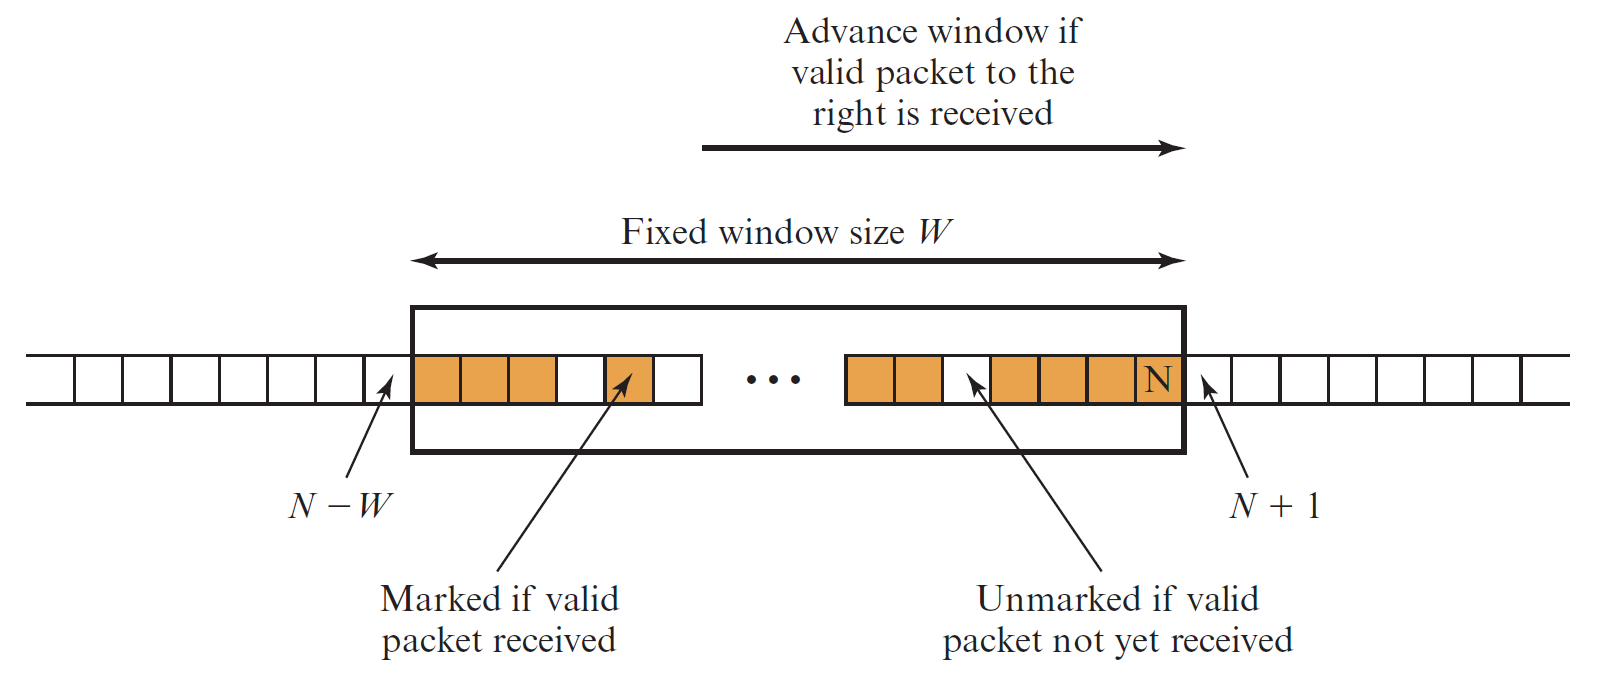 Advance window if
valid packet to the
right is received
Fixed window size W
• • •
N
N – W
N + 1
Marked if valid
packet received
Unmarked if valid
packet not yet received